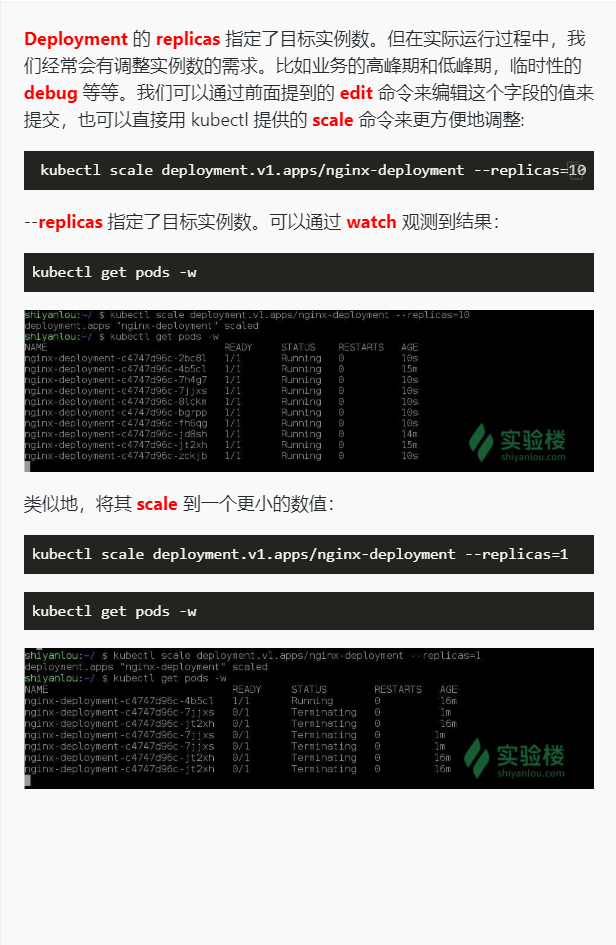 Deployment 的 replicas 指定了目标实例数。但在实际运行过程中，我
们经常会有调整实例数的需求。比如业务的高峰期和低峰期，临时性的
debug 等等。我们可以通过前面提到的 edit 命令来编辑这个字段的值来
提交，也可以直接用 kubectl 提供的 scale 命令来更方便地调整:
kubectl scale deployment.v1.apps/nginx-deployment --replicas=10
--replicas 指定了目标实例数。可以通过 watch 观测到结果：
kubectl get pods -w
shiyanlou:~/ $ kubectl scale deployment.v1.apps/nginx-deployment --replicas=10
deployment.apps "nginx-deployment" scaled
shiyanlou:~/ $ kubectl get pods -w
NAME READY STATUS RESTARTS AGE
nginx-deployment-c4747d96c-2bc8l 1/1 Running 0 10s
nginx-deployment-c4747d96c-4b5cl 1/1 Running 0 15m
nginx-deployment-c4747d96c-7h4g7 1/1 Running 0 10s
nginx-deployment-c4747d96c-7jjxs 1/1 Running 0 10s
nginx-deployment-c4747d96c-8lckm 1/1 Running 0 10s
nginx-deployment-c4747d96c-bgrpp 1/1 Running 0 10s
nginx-deployment-c4747d96c-fh6qg 1/1 Running 0 10s
nginx-deployment-c4747d96c-jd8sh 1/1 Running 0 14m
nginx-deployment-c4747d96c-jt2xh 1/1 Running 0 15m
nginx-deployment-c4747d96c-zckjb 1/1 Running 0 10s
实验楼
shiyanlou.com
类似地，将其 scale 到一个更小的数值：
kubectl scale deployment.v1.apps/nginx-deployment --replicas=1
kubectl get pods -w
shiyanlou:~/ $ kubectl scale deployment.v1.apps/nginx-deployment --replicas=1
deployment.apps "nginx-deployment" scaled
shiyanlou:~/ $ kubectl get pods -w
NAME READY STATUS RESTARTS AGE
nginx-deployment-c4747d96c-4b5cl 1/1 Running 0 16m
nginx-deployment-c4747d96c-7jjxs 0/1 Terminating 0 1m
nginx-deployment-c4747d96c-jt2xh 0/1 Terminating 0 16m
nginx-deployment-c4747d96c-7jjxs 0/1 Terminating 0 1m
nginx-deployment-c4747d96c-7jjxs 0/1 Terminating 0 1m
nginx-deployment-c4747d96c-jt2xh 0/1 Terminating 0 16m
nginx-deployment-c4747d96c-jt2xh 0/1 Terminating 0 16m
实验楼
shiyanlou.com